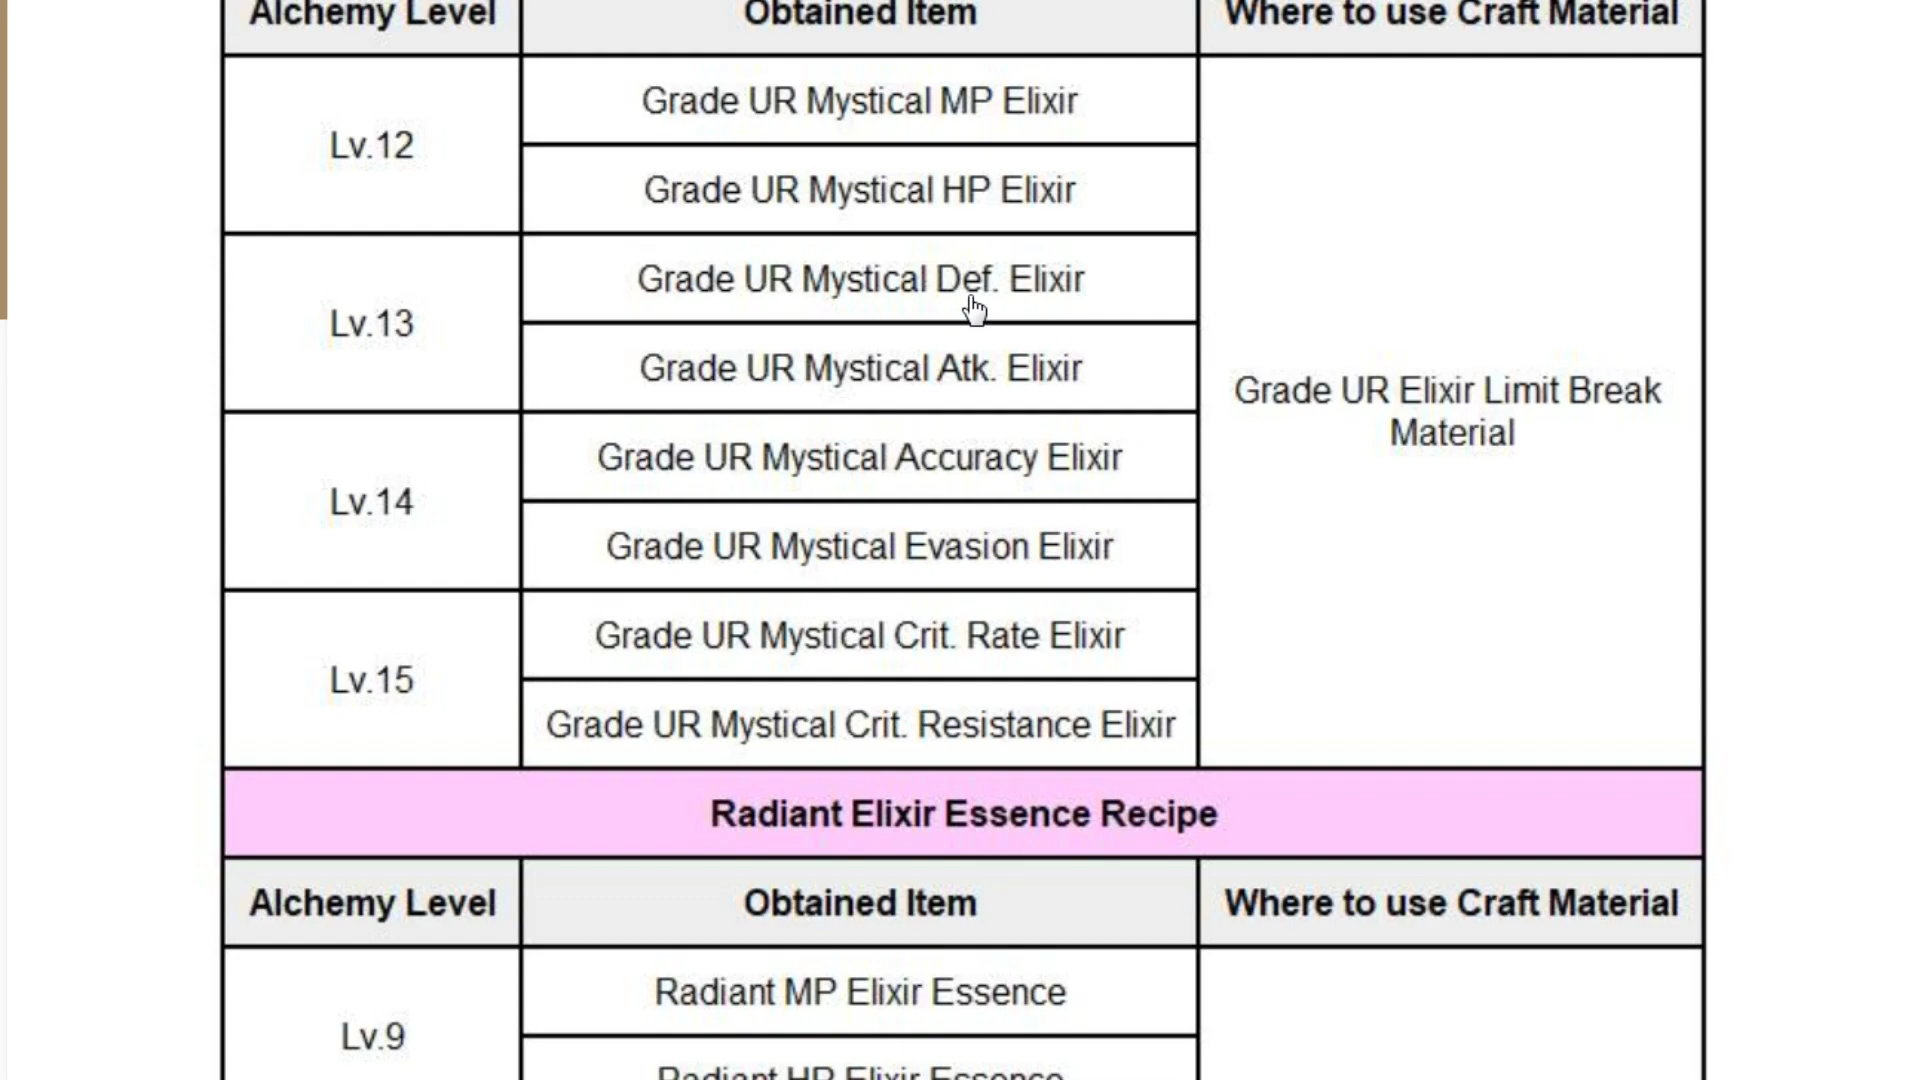 Alchemy Level Obtained Item Where to use Craft Material
Lv.12
Grade UR Mystical MP Elixir
Grade UR Mystical HP Elixir
Lv.13
Grade UR Mystical Def. Elixir
Grade UR Mystical Atk. Elixir
Lv.14
Grade UR Mystical Accuracy Elixir
Grade UR Mystical Evasion Elixir
Lv.15
Grade UR Mystical Crit. Rate Elixir
Grade UR Mystical Crit. Resistance Elixir
Grade UR Elixir Limit Break
Material
Radiant Elixir Essence Recipe
Alchemy Level Obtained Item Where to use Craft Material
Lv.9
Radiant MP Elixir Essence
Radiant HP Elixir Essence